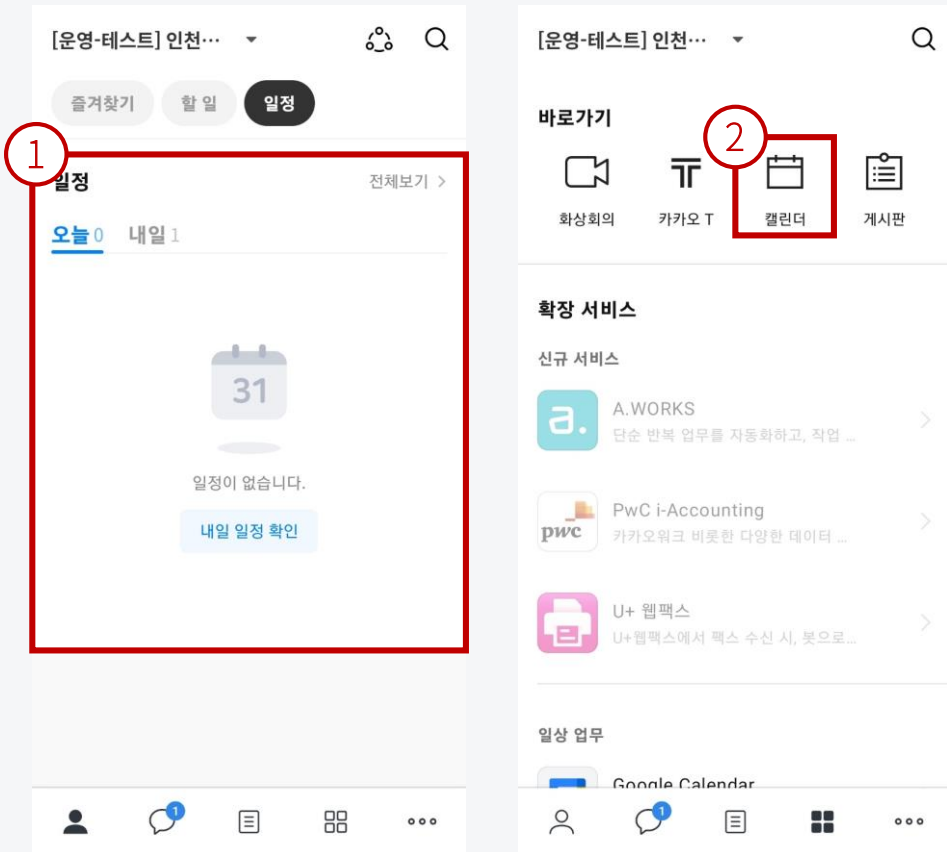 [운영-테스트] 인천…
즐겨찾기 할 일 일정
1
일정 전체보기 >
오늘 0 내일 1
31
일정이 없습니다.
내일 일정 확인
1
[운영-테스트] 인천…
바로가기
2
화상회의 카카오 T 캘린더 게시판
확장 서비스
신규 서비스
a.
A.WORKS
단순 반복 업무를 자동화하고, 작업 ...
pwc
PwC i-Accounting
카카오워크 비롯한 다양한 데이터 ...
U+ 웹팩스
U+웹팩스에서 팩스 수신 시, 봇으로...
일상 업무
Google Calendar
1